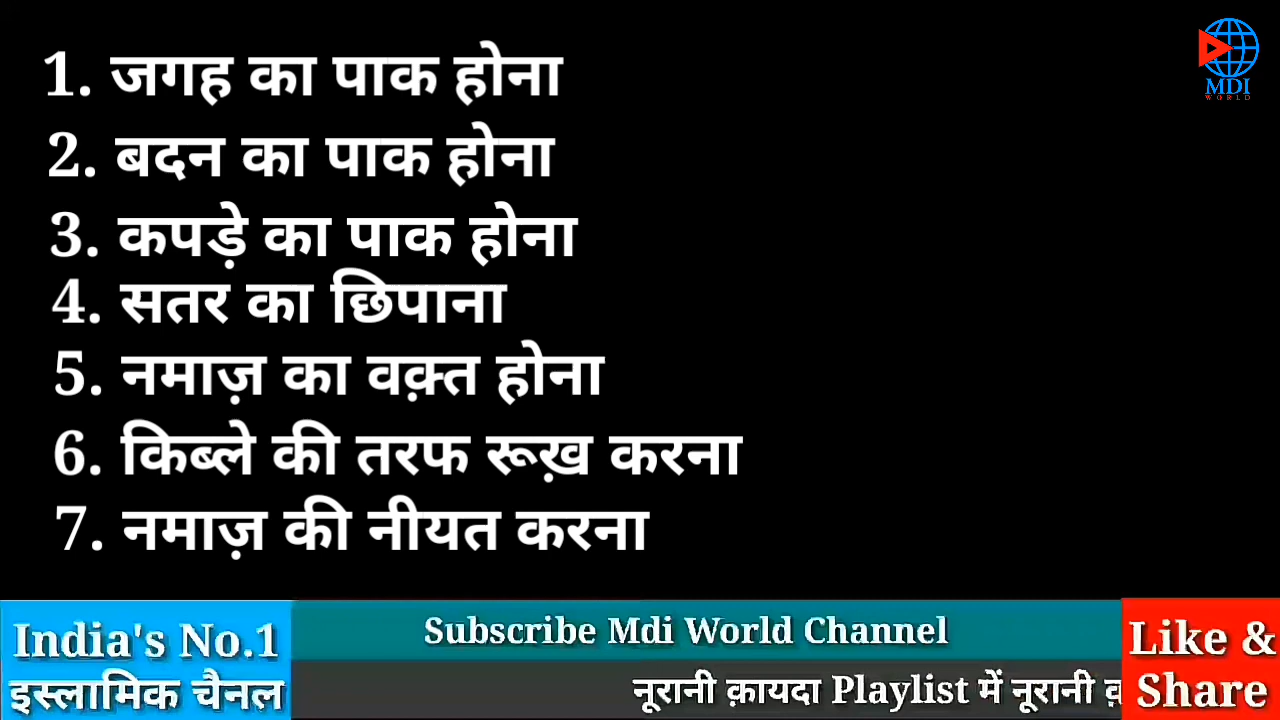 1. जगह का पाक होना
2. बदन का पाक होना
3. कपड़े का पाक होना
4. सतर का छिपाना
5. नमाज़ का वक़्त होना
6. किब्ले की तरफ रूख़ करना
7. नमाज़ की नीयत करना
MDI
WORLD
India's No.1
इस्लामिक चैनल
Subscribe Mdi World Channel
नूरानी क़ायदा Playlist में नूरानी
Like &
Share